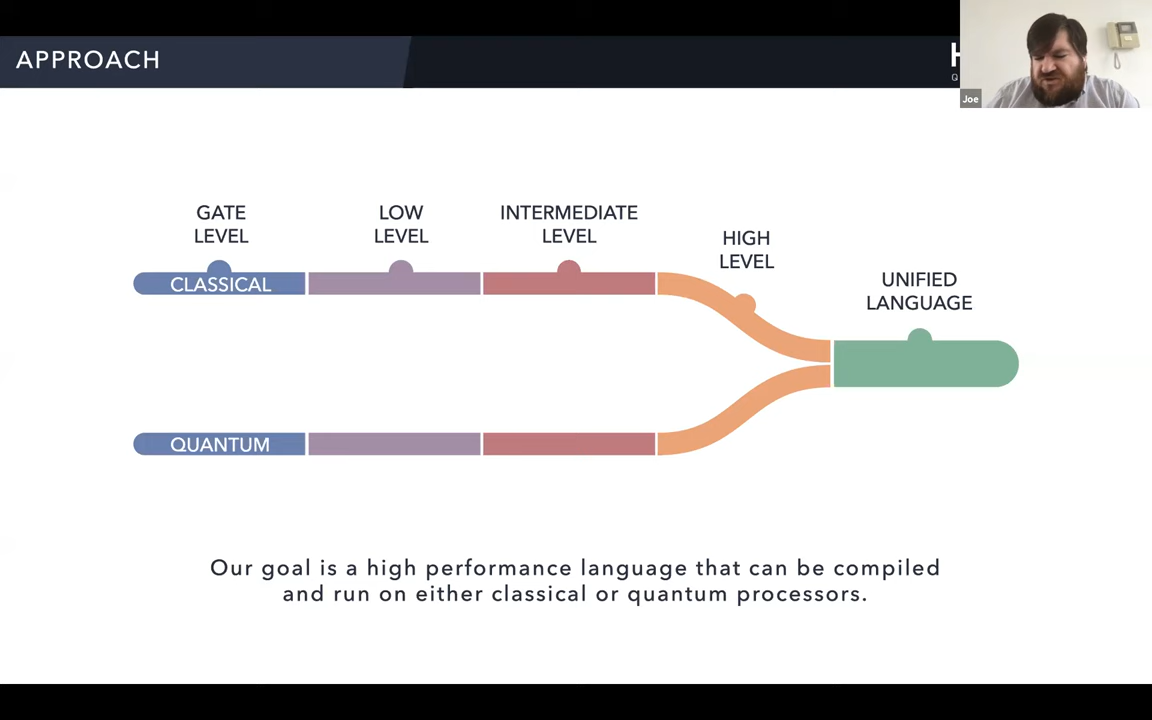 APPROACH
H
Q
Joe
GATE
LEVEL
LOW
LEVEL
INTERMEDIATE
LEVEL
HIGH
LEVEL
UNIFIED
LANGUAGE
CLASSICAL
QUANTUM
Our goal is a high performance language that can be compiled
and run on either classical or quantum processors.